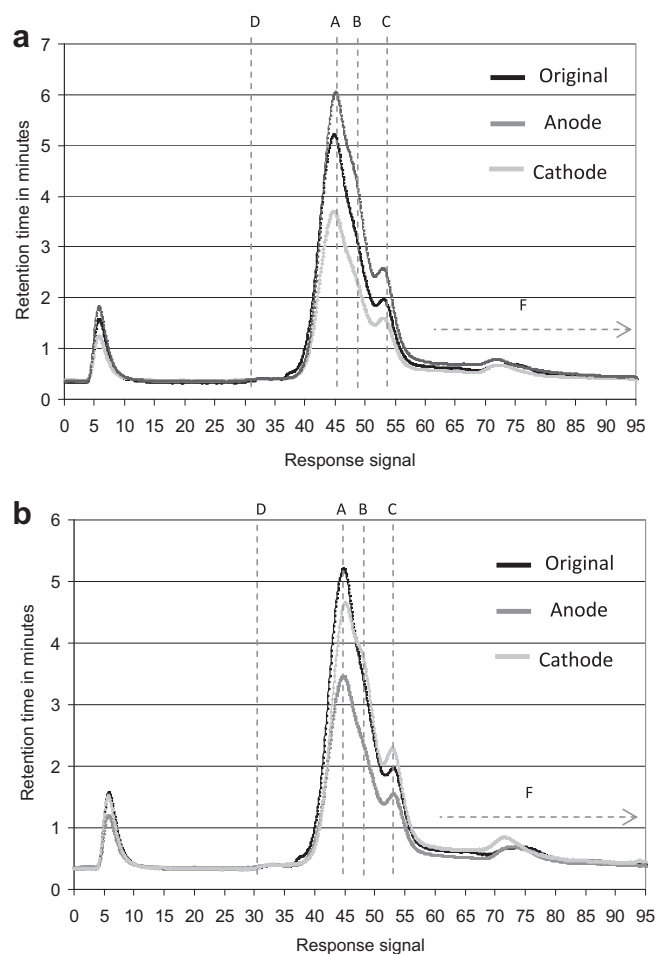 a
D A B C
7
6
5
4
3
2
1
0
Retention time in minutes
Original
Anode
Cathode
F
0 5 10 15 20 25 30 35 40 45 50 55 60 65 70 75 80 85 90 95
Response signal
b
D A B C
6
5
4
3
2
1
0
Retention time in minutes
Original
Anode
Cathode
F
0 5 10 15 20 25 30 35 40 45 50 55 60 65 70 75 80 85 90 95
Response signal